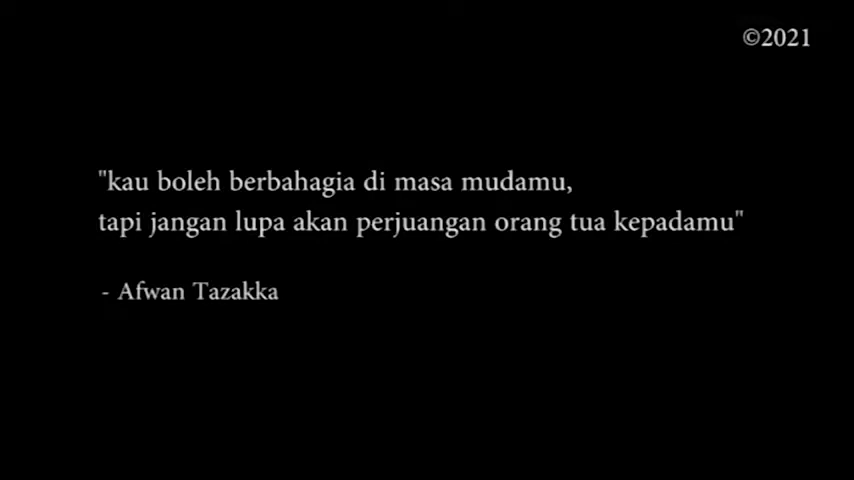 ©2021
"kau boleh berbahagia di masa mudamu,
tapi jangan lupa akan perjuangan orang tua kepadamu"
- Afwan Tazakka